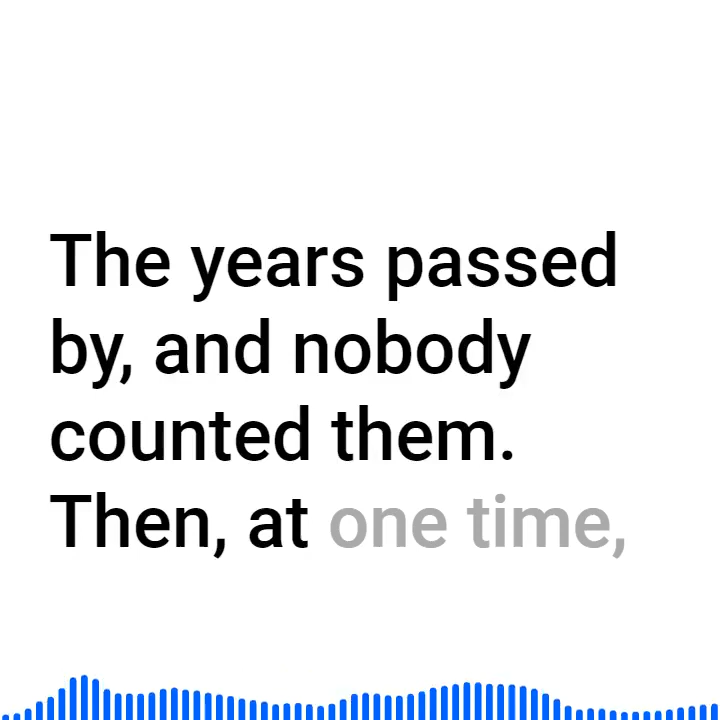 The years passed
by, and nobody
counted them.
Then, at one time,